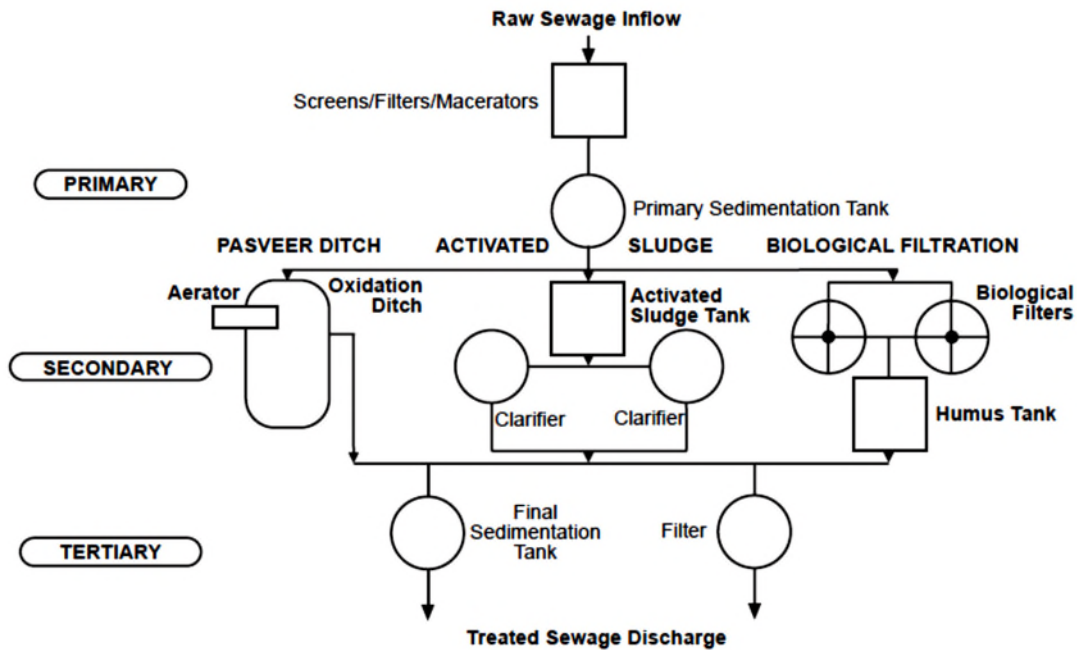 Raw Sewage Inflow
Screens/Filters/Macerators
PRIMARY
Primary Sedimentation Tank
PASVEER DITCH
ACTIVATED SLUDGE
BIOLOGICAL FILTRATION
Aerator
Oxidation
Ditch
Activated
Sludge Tank
Biological
Filters
SECONDARY
Clarifier
Clarifier
Humus Tank
Final
Sedimentation
Tank
Filter
TERTIARY
Treated Sewage Discharge